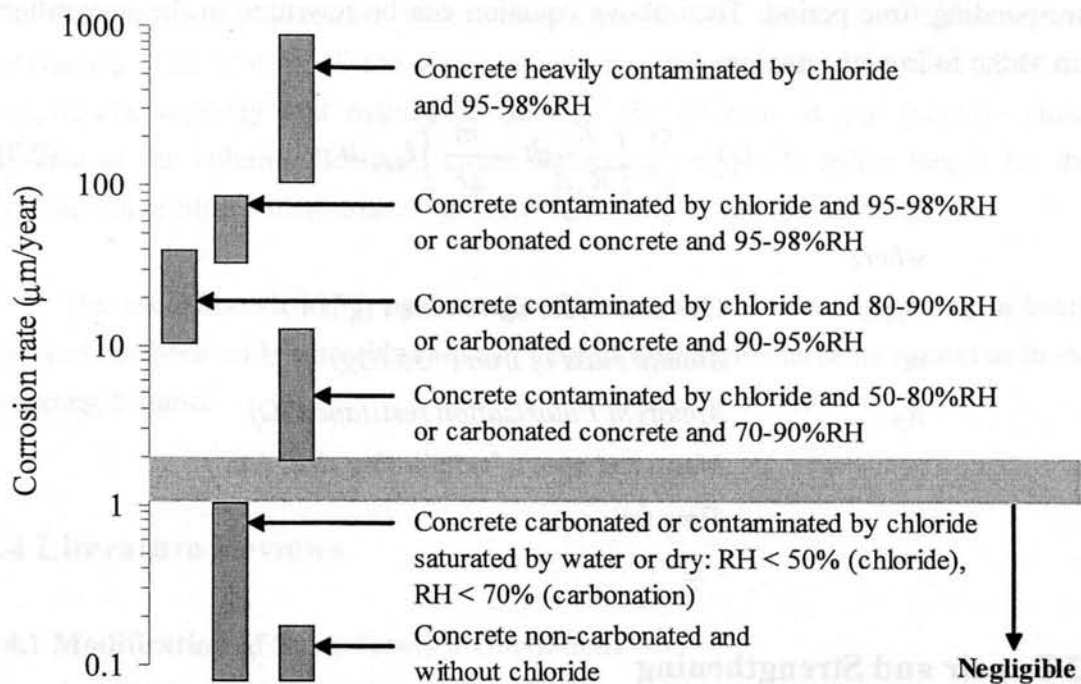 1000
Concrete heavily contaminated by chloride
and 95-98%RH
100
Concrete contaminated by chloride and 95-98%RH
or carbonated concrete and 95-98%RH
Concrete contaminated by chloride and 80-90%RH
or carbonated concrete and 90-95%RH
10
Concrete contaminated by chloride and 50-80%RH
or carbonated concrete and 70-90%RH
Corrosion rate (μm/year)
1
Concrete carbonated or contaminated by chloride
saturated by water or dry: RH < 50% (chloride),
RH < 70% (carbonation)
Concrete non-carbonated and
without chloride
0.1
Negligible